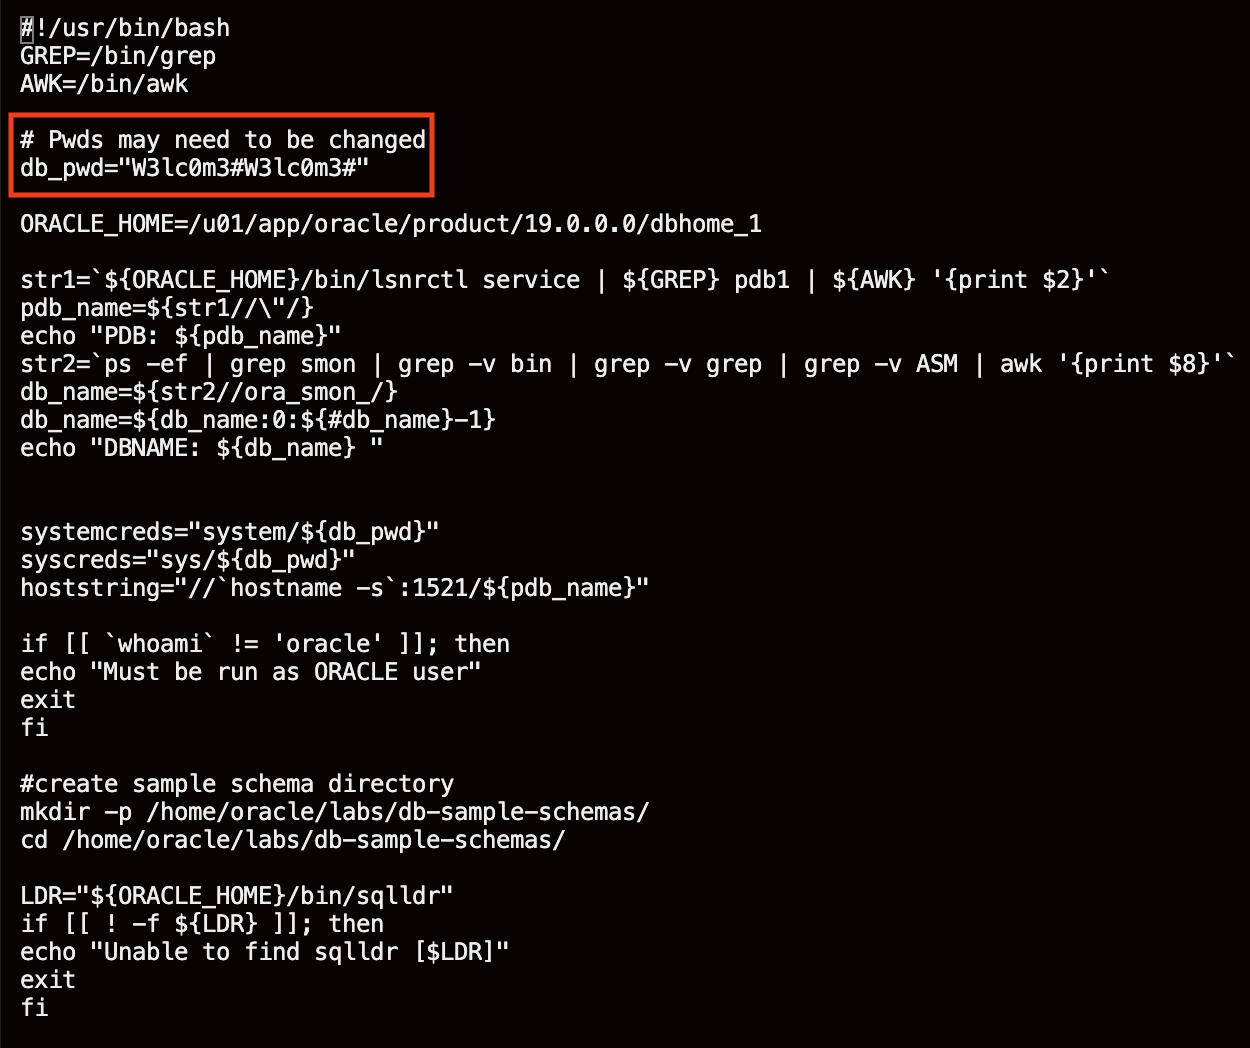 #!/usr/bin/bash
GREP=/bin/grep
AWK=/bin/awk
# Pwds may need to be changed
db_pwd="W3lc0m3#W3lc0m3#"
ORACLE_HOME=/u01/app/oracle/product/19.0.0.0/dbhome_1
str1=`${ORACLE_HOME}/bin/lsnrctl service | ${GREP} pdb1 | ${AWK} '{print $2}'`
pdb_name=${str1//\"/}
echo "PDB: ${pdb_name}"
str2=`ps -ef | grep smon | grep -v bin | grep -v grep | grep -v ASM | awk '{print $8}'`
db_name=${str2//ora_smon_/}
db_name=${db_name:0:${#db_name}-1}
echo "DBNAME: ${db_name} "
systemcreds="system/${db_pwd}"
syscreds="sys/${db_pwd}"
hoststring="//`hostname -s`:1521/${pdb_name}"
if [[ `whoami` != 'oracle' ]]; then
echo "Must be run as ORACLE user"
exit
fi
#create sample schema directory
mkdir -p /home/oracle/labs/db-sample-schemas/
cd /home/oracle/labs/db-sample-schemas/
LDR="${ORACLE_HOME}/bin/sqlldr"
if [[ ! -f ${LDR} ]]; then
echo "Unable to find sqlldr [$LDR]"
exit
fi